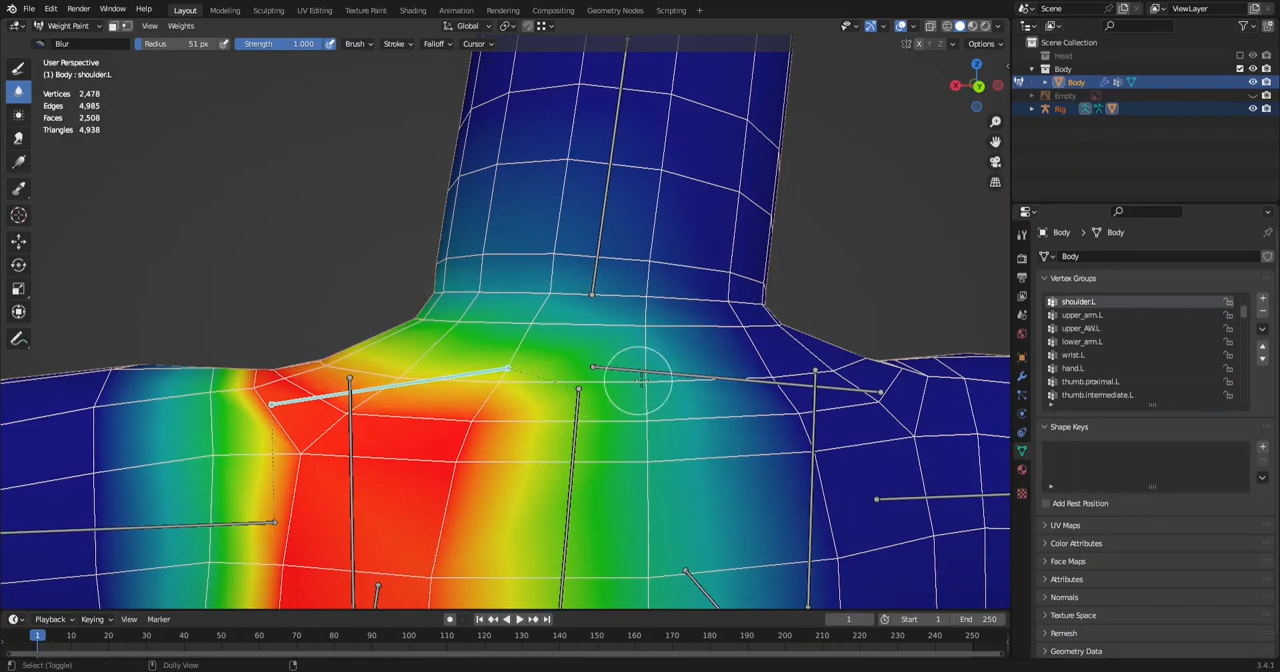 File Edit Render Window Help Layout Modeling Sculpting UV Editing Texture Paint Shading Animation Rendering Compositing Geometry Nodes Scripting + Scene ViewLayer
Weight Paint View Weights Global
Blur Radius 51 px Strength 1.000 Brush Stroke Falloff Cursor X Y Z Options
User Perspective
(1) Body : shoulder.L
Vertices 2,478
Edges 4,985
Faces 2,508
Triangles 4,938
Scene Collection
Head
Body
Body
Empty
Rig
Body > Body
Body
Vertex Groups
shoulder.L
upper_arm.L
upper_AW.L
lower_arm.L
wrist.L
hand.L
thumb.proximal.L
thumb.intermediate.L
Shape Keys
Add Rest Position
UV Maps
Color Attributes
Face Maps
Attributes
Normals
Texture Space
Remesh
Geometry Data
Playback Keying View Marker 1 Start 1 End 250
1 10 20 30 40 50 60 70 80 90 100 110 120 130 140 150 160 170 180 190 200 210 220 230 240 250
Select (Toggle) Dolly View 3.4.1